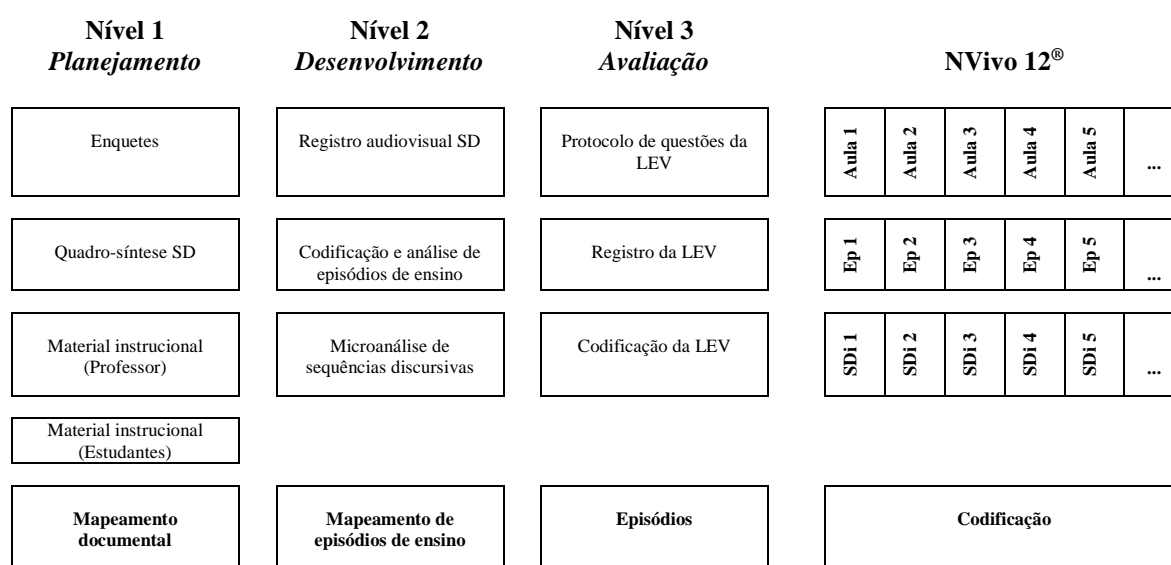 Nível 1
Planejamento
Nível 2
Desenvolvimento
Nível 3
Avaliação
NVivo 12®
Enquetes
Registro audiovisual SD
Protocolo de questões da
LEV
Aula 1
Aula 2
Aula 3
Aula 4
Aula 5
...
Quadro-síntese SD
Codificação e análise de
episódios de ensino
Registro da LEV
Ep 1
Ep 2
Ep 3
Ep 4
Ep 5
...
Material instrucional
(Professor)
Microanálise de
sequências discursivas
Codificação da LEV
SDi 1
SDi 2
SDi 3
SDi 4
SDi 5
...
Material instrucional
(Estudantes)
Mapeamento
documental
Mapeamento de
episódios de ensino
Episódios
Codificação